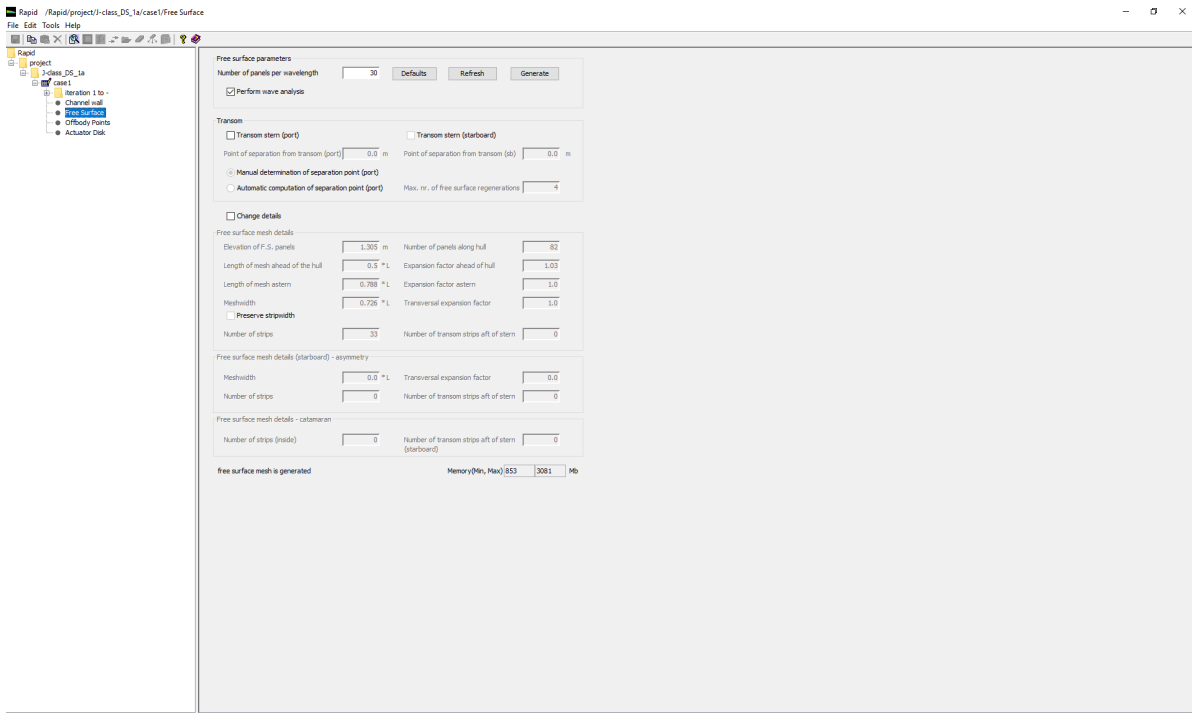 Rapid /Rapid/project/J-class_DS_1a/case1/Free Surface
File Edit Tools Help
Rapid
project
J-class_DS_1a
case1
iteration 1 to -
Channel wall
Free Surface
Offbody Points
Actuator Disk
Free surface parameters
Number of panels per wavelength 30 Defaults Refresh Generate
Perform wave analysis
Transom
Transom stern (port) Transom stern (starboard)
Point of separation from transom (port) 0.0 m Point of separation from transom (sb) 0.0 m
Manual determination of separation point (port)
Automatic computation of separation point (port) Max. nr. of free surface regenerations 4
Change details
Free surface mesh details
Elevation of F.S. panels 1.305 m Number of panels along hull 82
Length of mesh ahead of the hull 0.5 *L Expansion factor ahead of hull 1.03
Length of mesh astern 0.788 *L Expansion factor astern 1.0
Meshwidth 0.726 *L Transversal expansion factor 1.0
Preserve stripwidth
Number of strips 33 Number of transom strips aft of stern 0
Free surface mesh details (starboard) - asymmetry
Meshwidth 0.0 *L Transversal expansion factor 0.0
Number of strips 0 Number of transom strips aft of stern 0
Free surface mesh details - catamaran
Number of strips (inside) 0 Number of transom strips aft of stern 0
(starboard)
free surface mesh is generated Memory(Min, Max) 853 3081 Mb